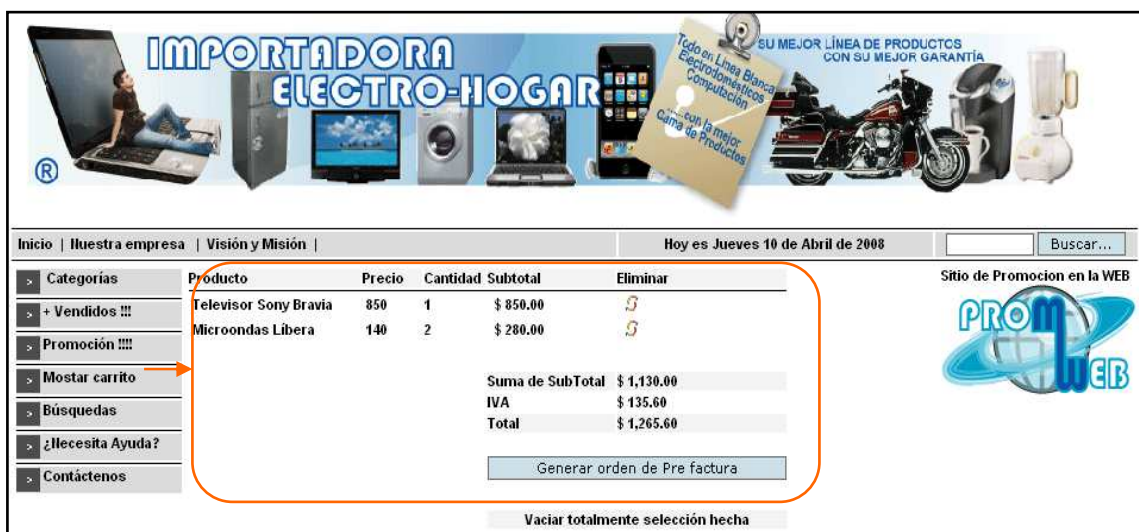 IMPORTADORA
ELECTRO-HOGAR
®
Todo en Linea Blanca
Electrodomésticos
Computación
.....con la mejor
Gama de Productos
SU MEJOR LÍNEA DE PRODUCTOS
CON SU MEJOR GARANTÍA
Inicio | Nuestra empresa | Visión y Misión | Hoy es Jueves 10 de Abril de 2008 Buscar...
> Categorías
> + Vendidos !!!
> Promoción !!!!
> Mostar carrito
> Búsquedas
> ¿Necesita Ayuda?
> Contáctenos
Producto Precio Cantidad Subtotal Eliminar
Televisor Sony Bravia 850 1 $ 850.00
Microondas Libera 140 2 $ 280.00
Suma de SubTotal $ 1,130.00
IVA $ 135.60
Total $ 1,265.60
Generar orden de Pre factura
Vaciar totalmente selección hecha
Sitio de Promocion en la WEB
PROM
WEB